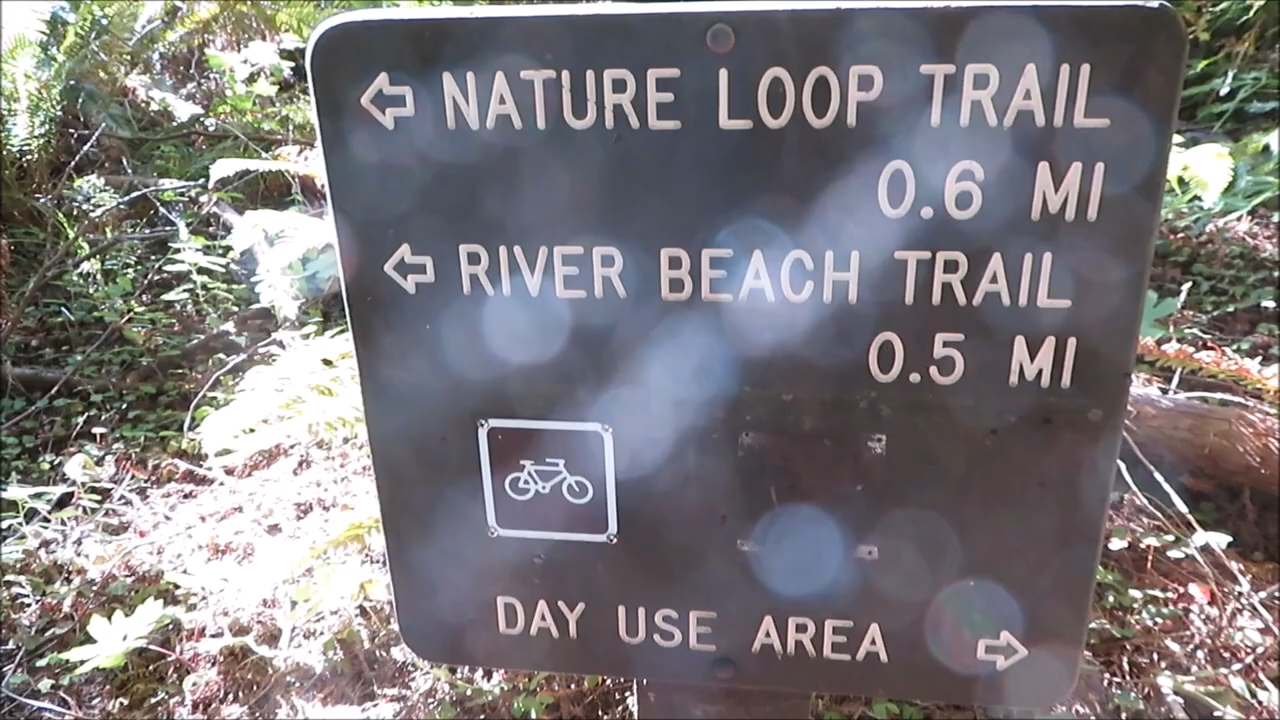 NATURE LOOP TRAIL
0.6 MI
RIVER BEACH TRAIL
0.5 MI
DAY USE AREA